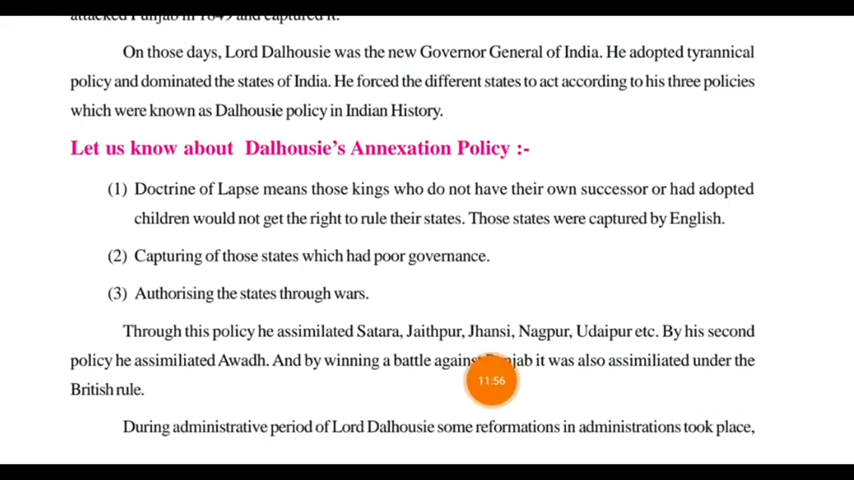 attacked Punjab in 1849 and captured it.
On those days, Lord Dalhousie was the new Governor General of India. He adopted tyrannical
policy and dominated the states of India. He forced the different states to act according to his three policies
which were known as Dalhousie policy in Indian History.
Let us know about Dalhousie's Annexation Policy :-
(1) Doctrine of Lapse means those kings who do not have their own successor or had adopted
children would not get the right to rule their states. Those states were captured by English.
(2) Capturing of those states which had poor governance.
(3) Authorising the states through wars.
Through this policy he assimilated Satara, Jaithpur, Jhansi, Nagpur, Udaipur etc. By his second
policy he assimiliated Awadh. And by winning a battle against Punjab it was also assimiliated under the
11:56
British rule.
During administrative period of Lord Dalhousie some reformations in administrations took place,